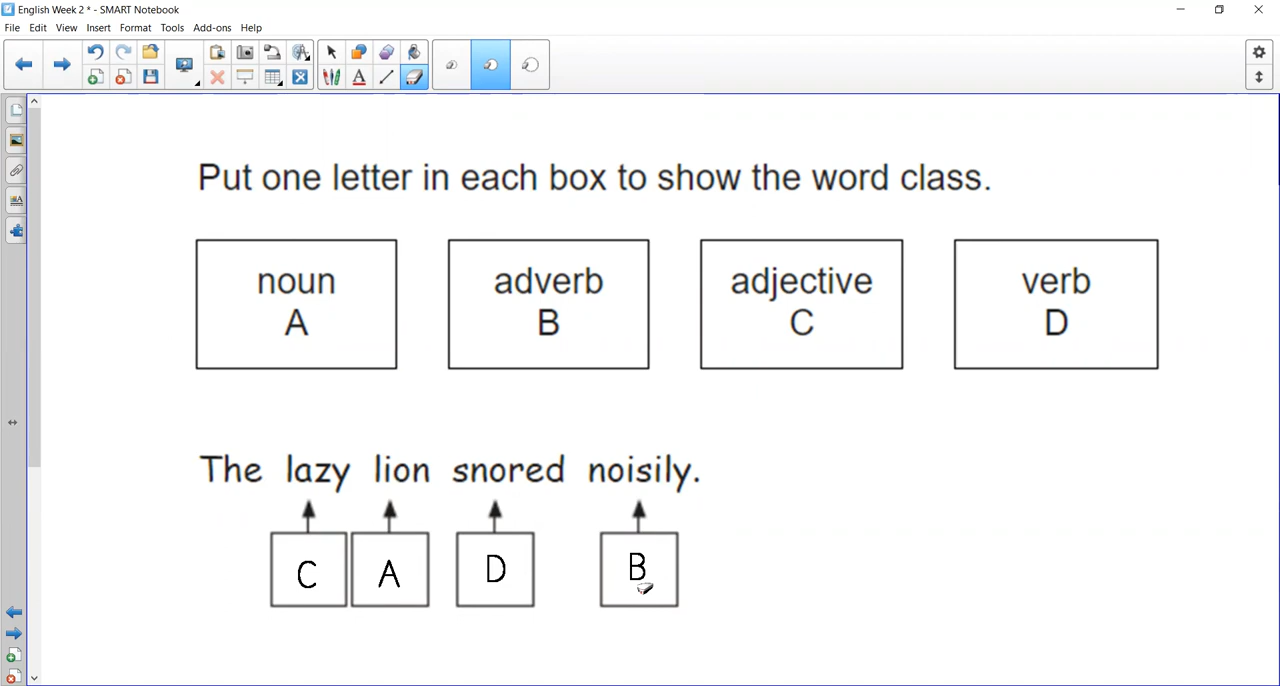 English Week 2 * - SMART Notebook
File Edit View Insert Format Tools Add-ons Help
Put one letter in each box to show the word class.
noun adverb adjective verb
A B C D
The lazy lion snored noisily.
C A D B